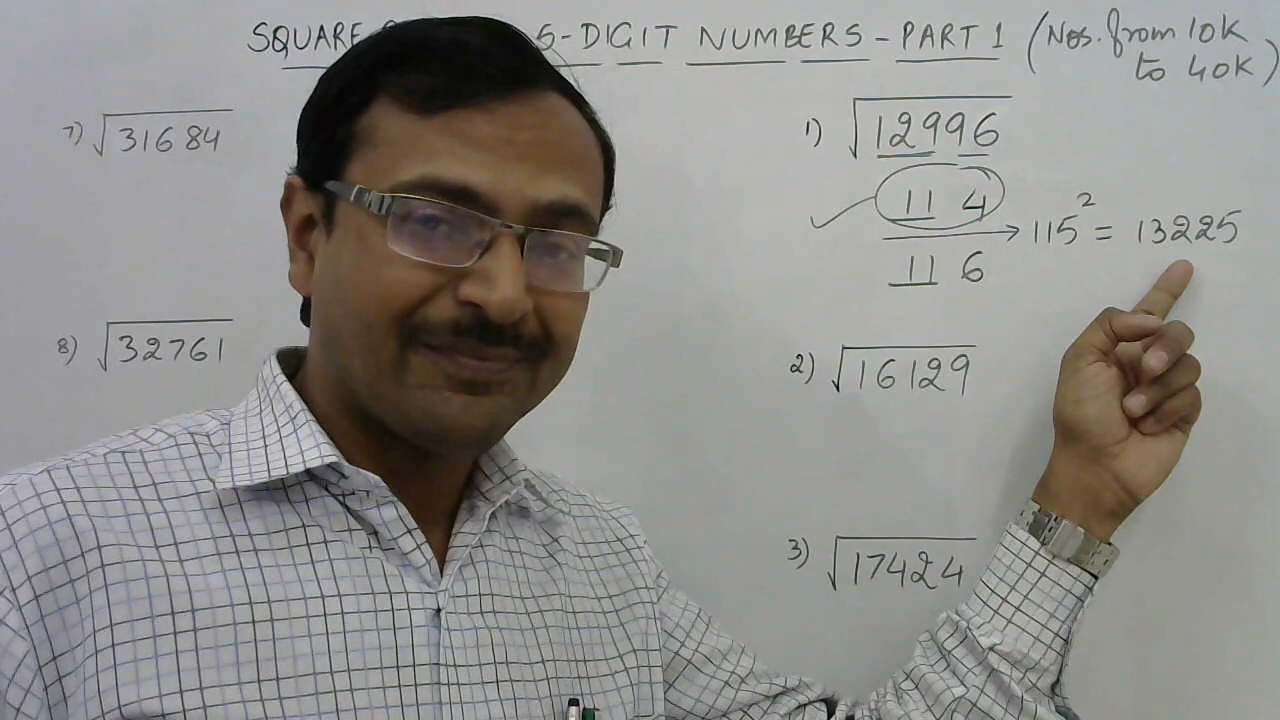 SQUARE 5-DIGIT NUMBERS - PART 1 (Nos. from 10K
to 40K)
7) √31684
8) √32761
1) √12996
11 4
11 6
115² = 13225
2) √16129
3) √17424